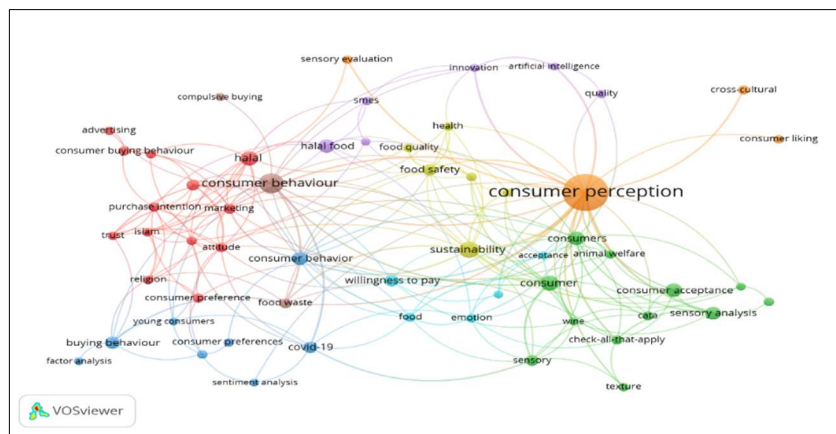 sensory evaluation
innovation
artificial intelligence
compulsive buying
smes
quality
cross-cultural
advertising
health
consumer buying behaviour
halal
halal food
food quality
consumer liking
food safety
consumer behaviour
consumer perception
purchase intention
marketing
trust
islam
attitude
consumers
sustainability
consumer behavior
acceptance
animal welfare
religion
willingness to pay
consumer
consumer acceptance
consumer preference
food waste
young consumers
food
emotion
wine
cata
sensory analysis
buying behaviour
consumer preferences
covid-19
check-all-that-apply
factor analysis
sensory
sentiment analysis
texture
VOSviewer